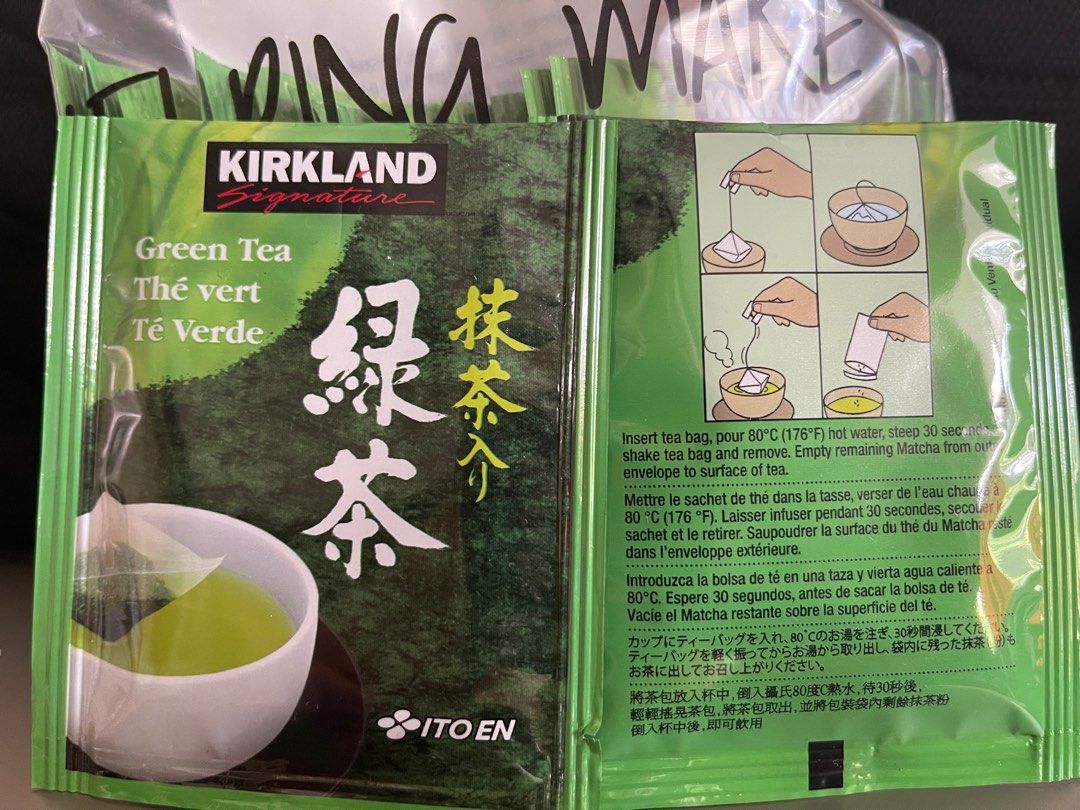 PING MAKE
KIRKLAND
Signature
Green Tea
Thé vert
Té Verde
緑茶
抹茶入り
ITO EN
Insert tea bag, pour 80°C (176°F) hot water, steep 30 seconds,
shake tea bag and remove. Empty remaining Matcha from
envelope to surface of tea.
Mettre le sachet de thé dans la tasse, verser de l'eau chaude à
80 °C (176 °F). Laisser infuser pendant 30 secondes, secouer le
sachet et le retirer. Saupoudrer la surface du thé du Matcha resté
dans l'enveloppe extérieure.
Introduzca la bolsa de té en una taza y vierta agua caliente a
80°C. Espere 30 segundos, antes de sacar la bolsa de té.
Vacíe el Matcha restante sobre la superficie del té.
カップにティーバッグを入れ、80℃のお湯を注ぎ、30秒間浸してください。
ティーバッグを軽く振ってからお湯から取り出し、袋内に残った抹茶(粉)も
お茶に出してお召し上がりください。
將茶包放入杯中,倒入攝氏80度C熱水,待30秒後,
輕輕搖晃茶包,將茶包取出,並將包裝袋內剩餘抹茶粉
倒入杯中後,即可飲用